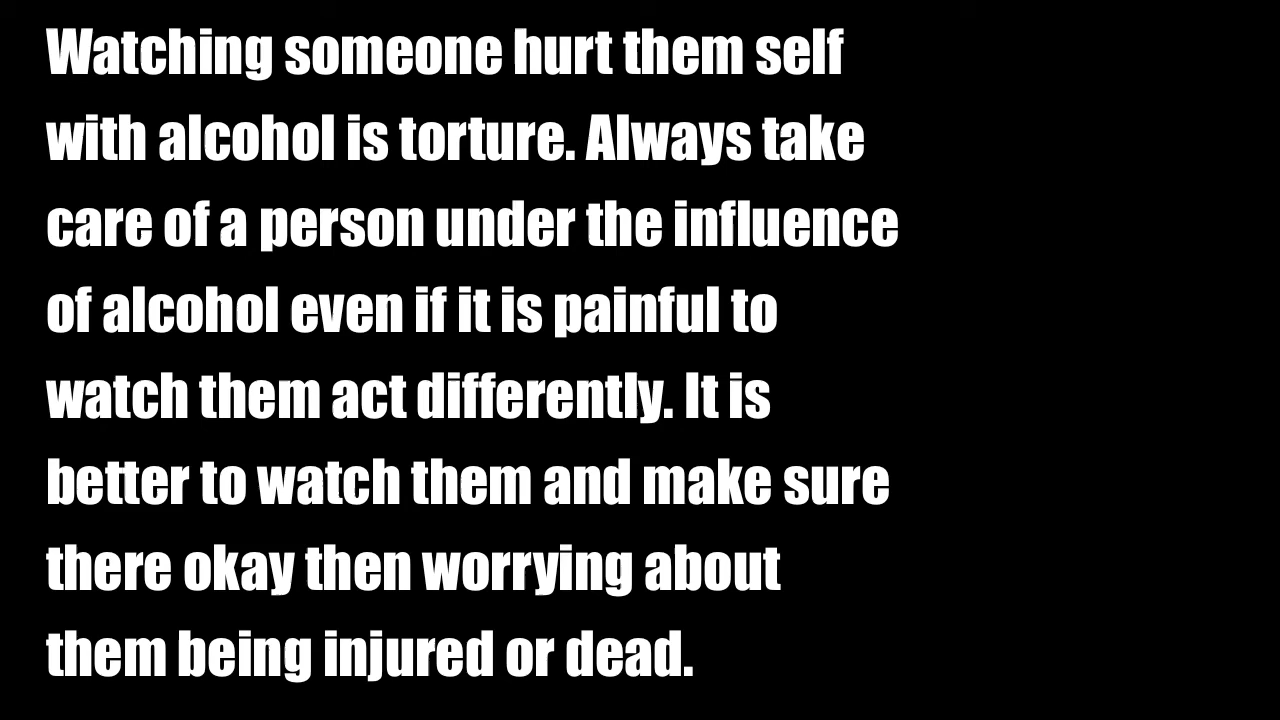 Watching someone hurt them self
with alcohol is torture. Always take
care of a person under the influence
of alcohol even if it is painful to
watch them act differently. It is
better to watch them and make sure
there okay then worrying about
them being injured or dead.